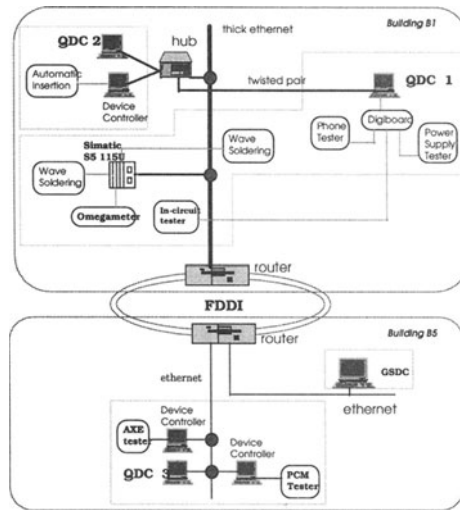 Building B1
thick ethernet
QDC 2
hub
Automatic
Insertion
Device
Controller
twisted pair
QDC 1
Digiboard
Phone
Tester
Power
Supply
Tester
Simatic
S5 115U
Wave
Soldering
Wave
Soldering
Omegameter
In-circuit
tester
router
FDDI
Building B5
router
ethernet
GSDC
ethernet
Device
Controller
AXE
tester
Device
Controller
QDC 3
PCM
Tester